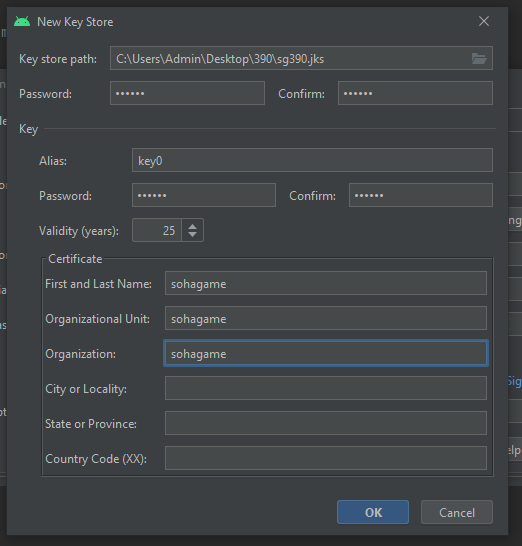 New Key Store
Key store path: C:\Users\Admin\Desktop\390\sg390.jks
Password: •••••• Confirm: ••••••
Key
Alias: key0
Password: •••••• Confirm: ••••••
Validity (years): 25
Certificate
First and Last Name: sohagame
Organizational Unit: sohagame
Organization: sohagame
City or Locality:
State or Province:
Country Code (XX):
OK Cancel